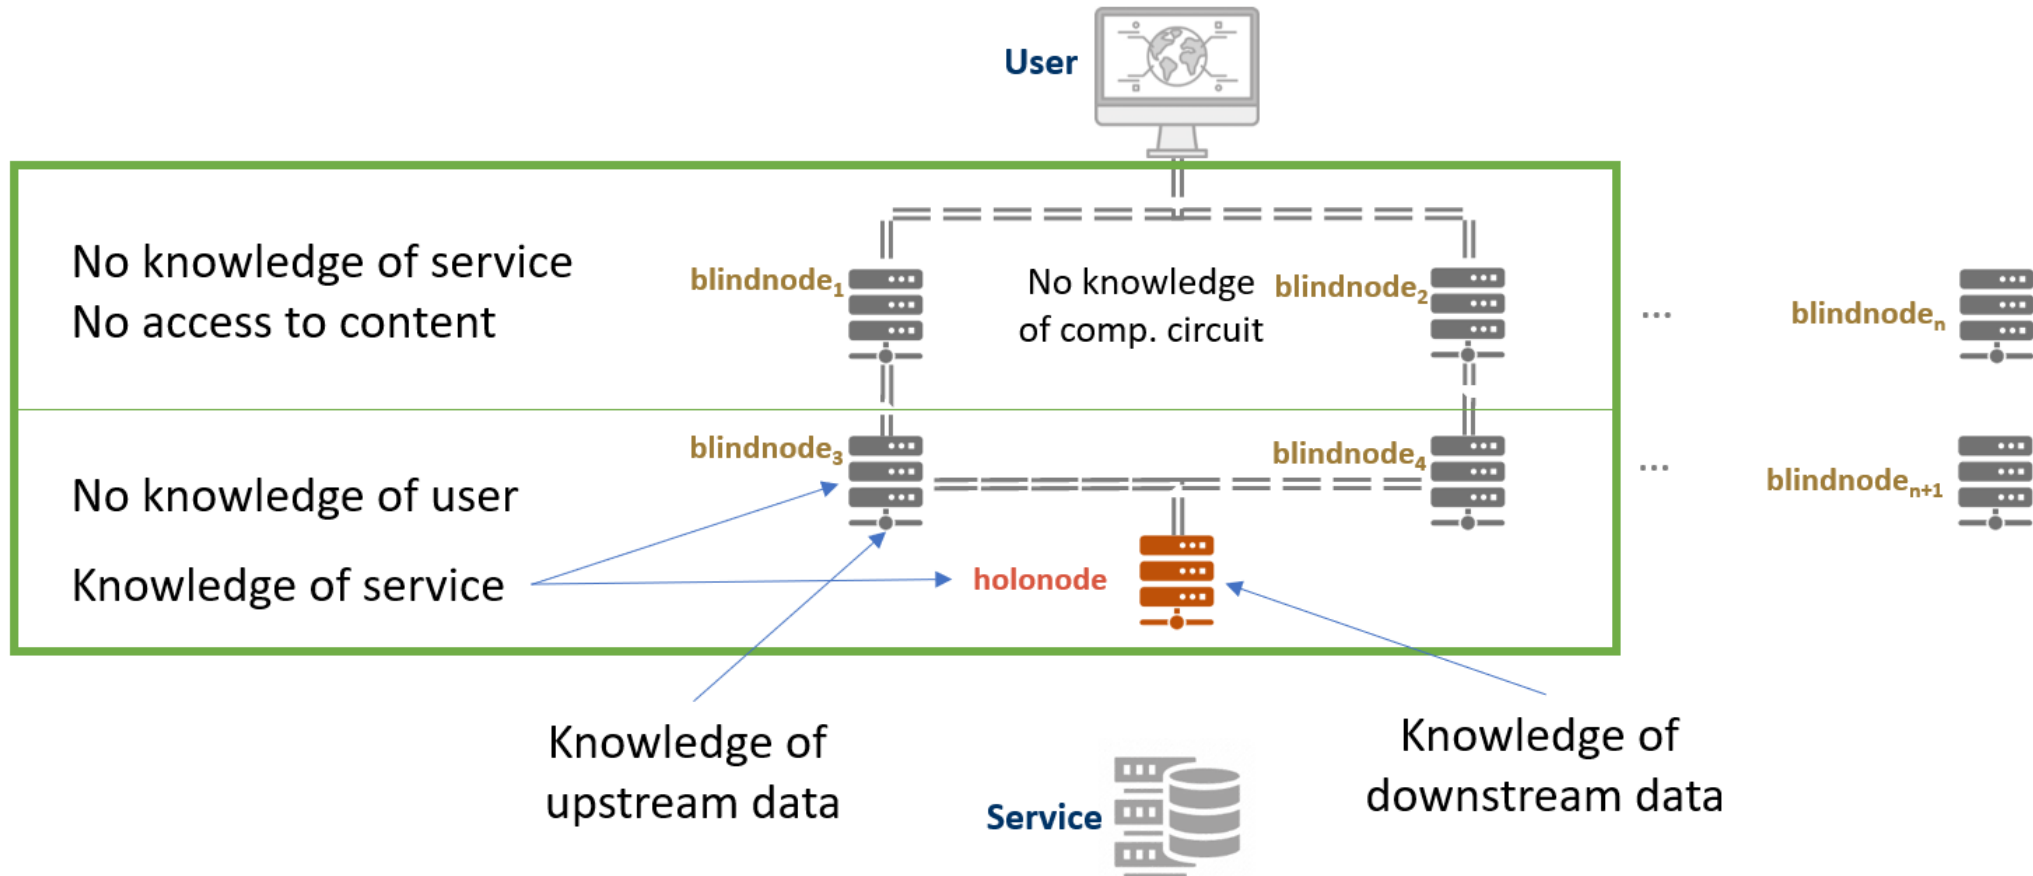 User
No knowledge of service
No access to content
blindnode₁
No knowledge
of comp. circuit
blindnode₂
...
blindnodeₙ
blindnode₃
blindnode₄
...
blindnodeₙ₊₁
No knowledge of user
Knowledge of service
holonode
Knowledge of
upstream data
Knowledge of
downstream data
Service